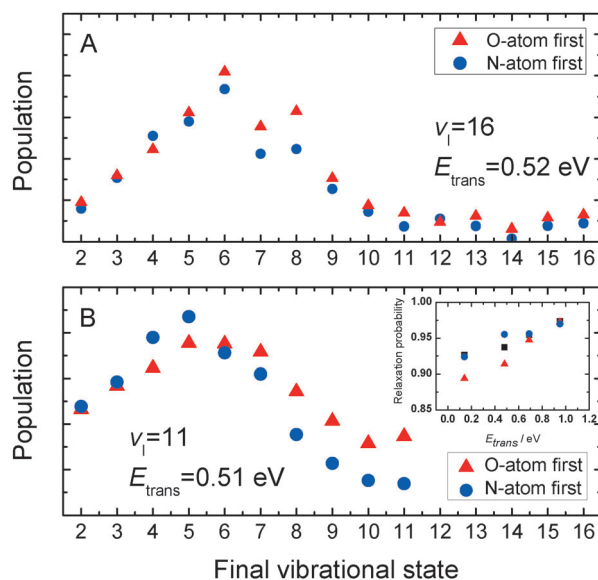 A
O-atom first
N-atom first
Population
vI=16
Etrans=0.52 eV
2 3 4 5 6 7 8 9 10 11 12 13 14 15 16
B
Relaxation probability
1.00
0.95
0.90
0.85
0.0 0.2 0.4 0.6 0.8 1.0 1.2
Etrans / eV
Population
vI=11
Etrans=0.51 eV
O-atom first
N-atom first
2 3 4 5 6 7 8 9 10 11 12 13 14 15 16
Final vibrational state